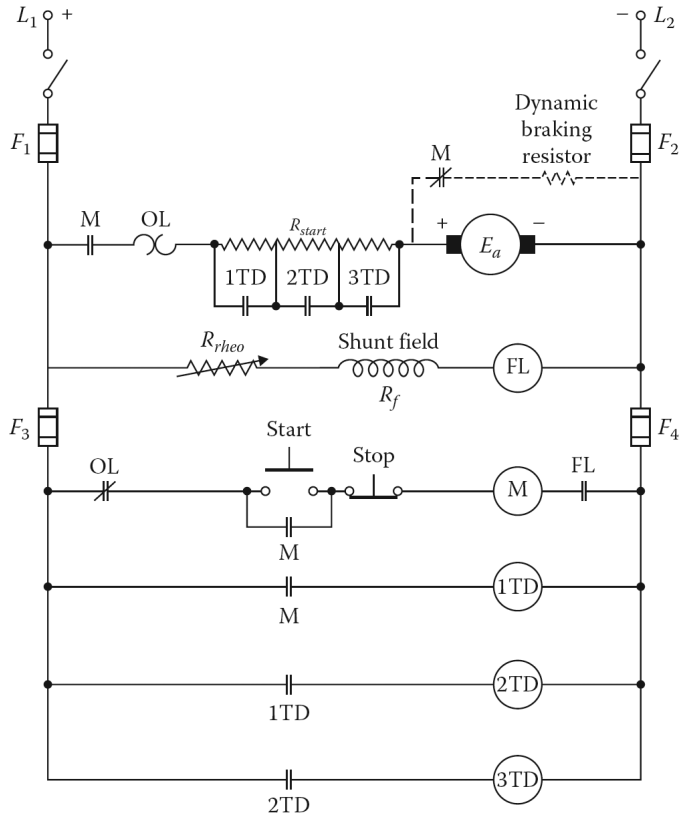 L1 + − L2
Dynamic
braking
resistor
F1 F2
M
M OL Rstart + Ea −
1TD 2TD 3TD
Rrheo Shunt field
Rf FL
F3 F4
Start
Stop
OL FL
M
M
1TD
M
2TD
1TD
3TD
2TD